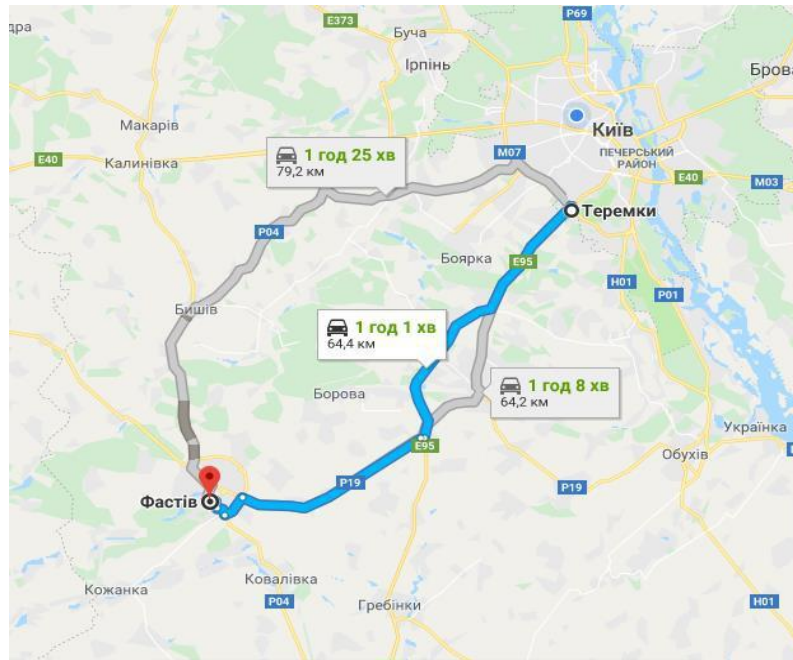 P69
E373
Буча
дра
Ірпінь
Бров
Макарів
Київ
1 год 25 хв
79,2 км
M07
ПЕЧЕРСЬКИЙ
РАЙОН
E40
Калинівка
E40
M03
Теремки
P04
Боярка
E95
H01
P01
Бишів
1 год 1 хв
64,4 км
1 год 8 хв
64,2 км
Борова
Українка
E95
Обухів
P19
P19
Фастів
Ковалівка
Кожанка
P04
Гребінки
H01